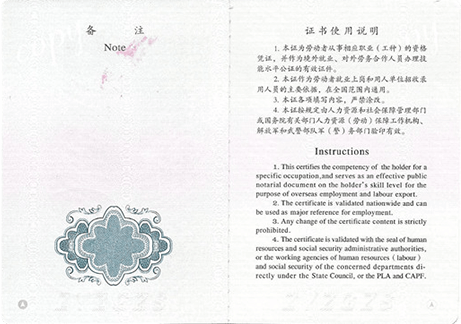 备 注
Note
证书使用说明
1. 本证为劳动者从事相应职业（工种）的资格
凭证，并作为境外就业、对外劳务合作人员办理技
能水平公证的有效证件。
2. 本证作为劳动者就业上岗和用人单位招收录
用人员的主要依据，在全国范围内通用。
3. 本证各项填写内容，严禁涂改。
4. 本证按规定由人力资源和社会保障管理部门
或国务院有关部门人力资源（劳动）保障工作机构、
解放军和武警部队军（警）务部门验印有效。
Instructions
1. This certifies the competency of the holder for a
specific occupation,and serves as an effective public
notarial document on the holder's skill level for the
purpose of overseas employment and labour export.
2. The certificate is validated nationwide and can
be used as major reference for employment.
3. Any change of the certificate content is strictly
prohibited.
4. The certificate is validated with the seal of human
resources and social security administrative authorities,
or the working agencies of human resources (labour)
and social security of the concerned departments di-
rectly under the State Council, or the PLA and CAPF.